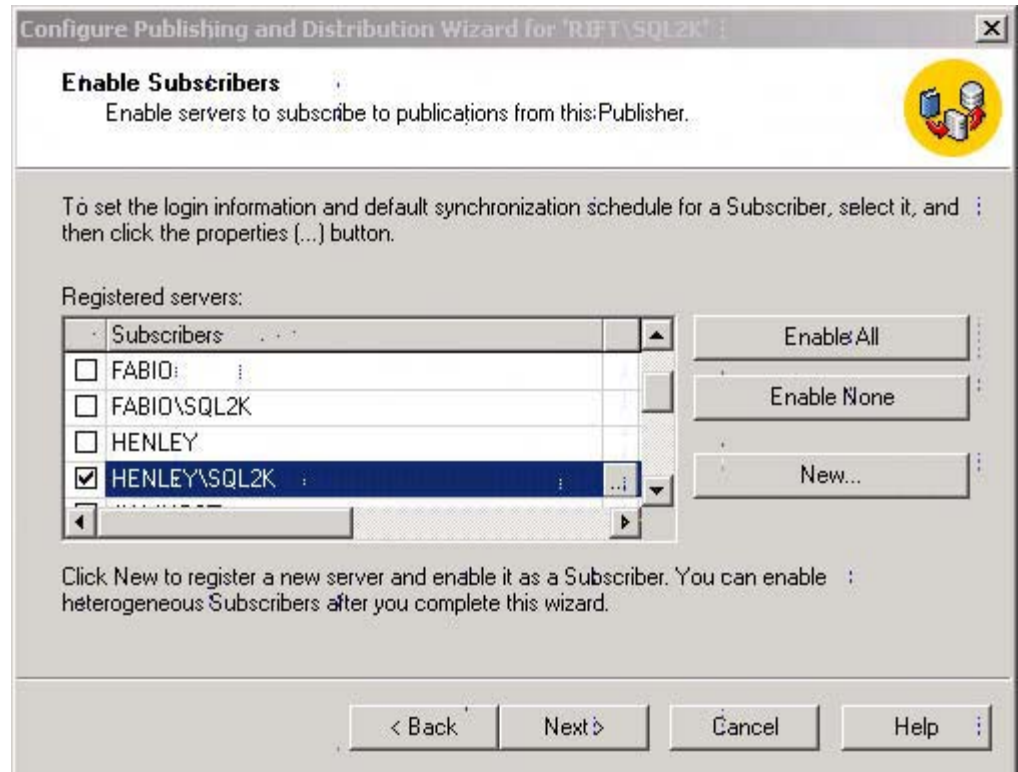 Configure Publishing and Distribution Wizard for 'RIFT\SQL2K'
Enable Subscribers
Enable servers to subscribe to publications from this Publisher.
To set the login information and default synchronization schedule for a Subscriber, select it, and
then click the properties (...) button.
Registered servers:
Subscribers
FABIO
FABIO\SQL2K
HENLEY
HENLEY\SQL2K ...
Enable All
Enable None
New...
Click New to register a new server and enable it as a Subscriber. You can enable
heterogeneous Subscribers after you complete this wizard.
< Back Next > Cancel Help